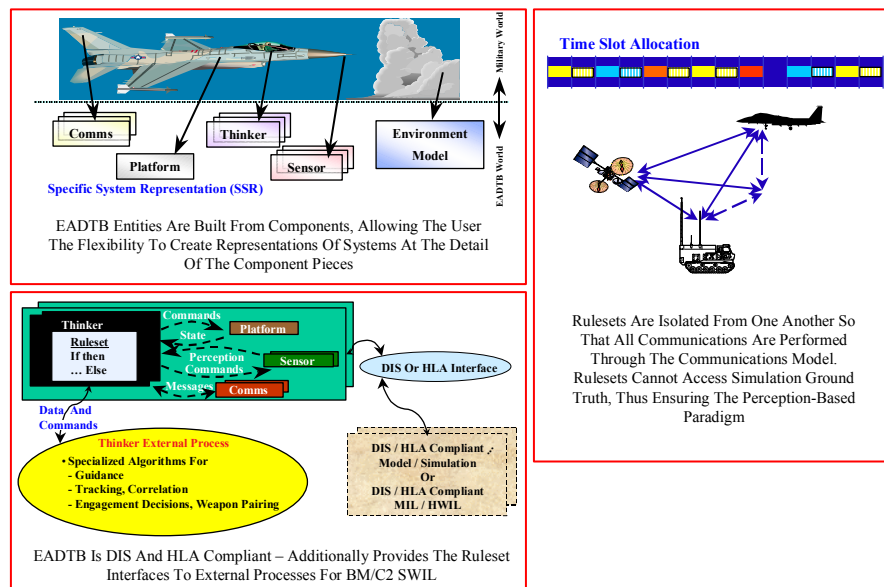 Military World
EADTB World
Comms
Thinker
Environment
Model
Platform
Sensor
Specific System Representation (SSR)
EADTB Entities Are Built From Components, Allowing The User
The Flexibility To Create Representations Of Systems At The Detail
Of The Component Pieces
Commands
Thinker
Platform
State
Ruleset
If then
… Else
Perception
Sensor
Commands
DIS Or HLA Interface
Messages
Comms
Data And
Commands
Thinker External Process
• Specialized Algorithms For
- Guidance
- Tracking, Correlation
- Engagement Decisions, Weapon Pairing
DIS / HLA Compliant
Model / Simulation
Or
DIS / HLA Compliant
MIL / HWIL
EADTB Is DIS And HLA Compliant – Additionally Provides The Ruleset
Interfaces To External Processes For BM/C2 SWIL
Time Slot Allocation
Rulesets Are Isolated From One Another So
That All Communications Are Performed
Through The Communications Model.
Rulesets Cannot Access Simulation Ground
Truth, Thus Ensuring The Perception-Based
Paradigm